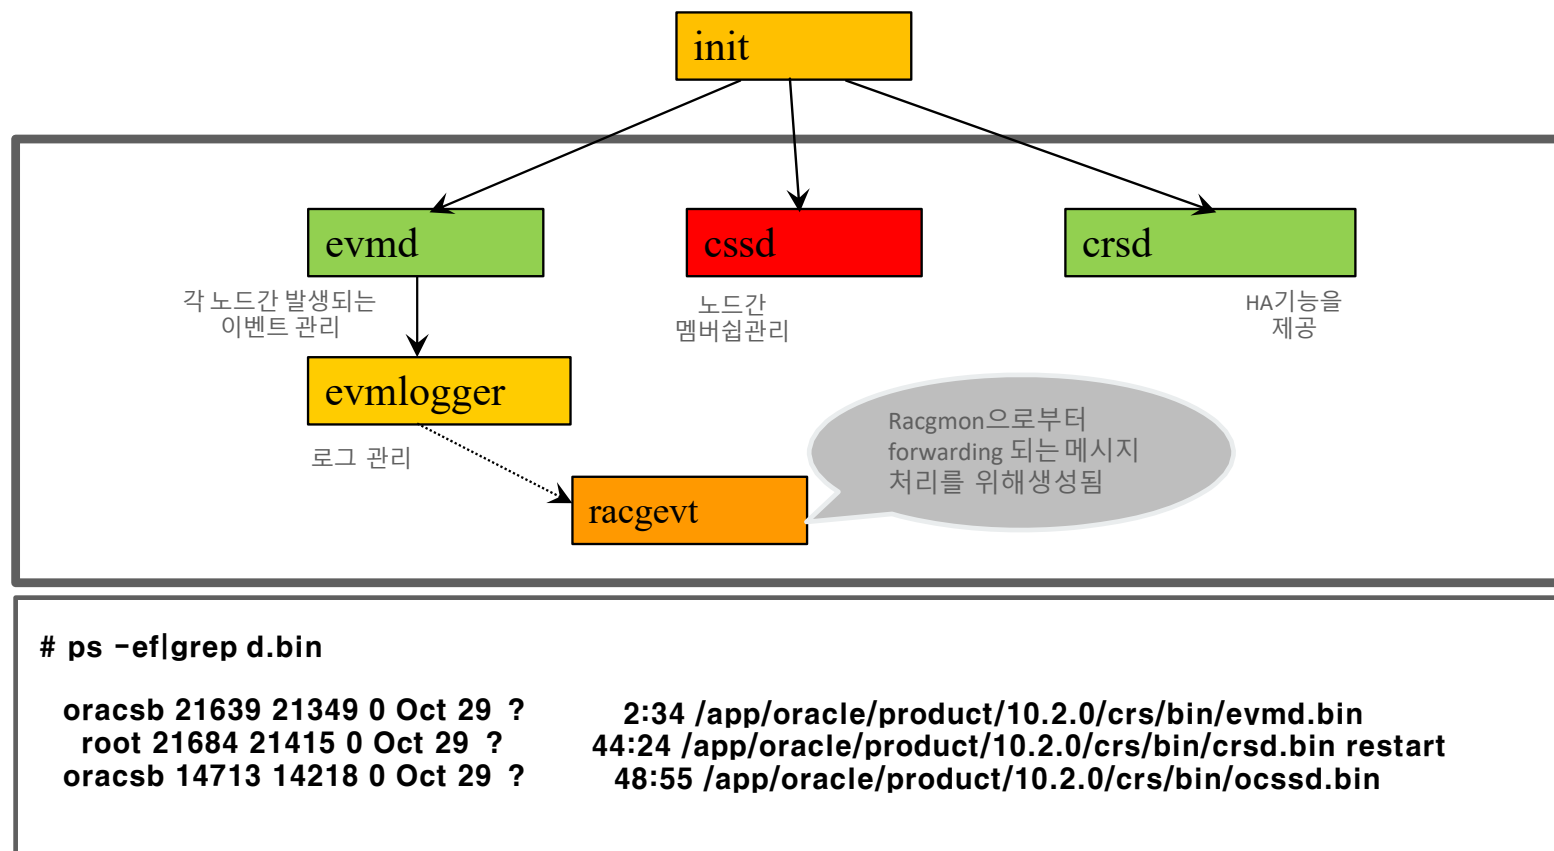 init
evmd
cssd
crsd
각 노드간 발생되는
이벤트 관리
노드간
멤버쉽관리
HA기능을
제공
evmlogger
로그 관리
Racgmon으로부터
forwarding 되는 메시지
처리를 위해생성됨
racgevt
# ps -ef|grep d.bin
oracsb 21639 21349 0 Oct 29 ? 2:34 /app/oracle/product/10.2.0/crs/bin/evmd.bin
root 21684 21415 0 Oct 29 ? 44:24 /app/oracle/product/10.2.0/crs/bin/crsd.bin restart
oracsb 14713 14218 0 Oct 29 ? 48:55 /app/oracle/product/10.2.0/crs/bin/ocssd.bin